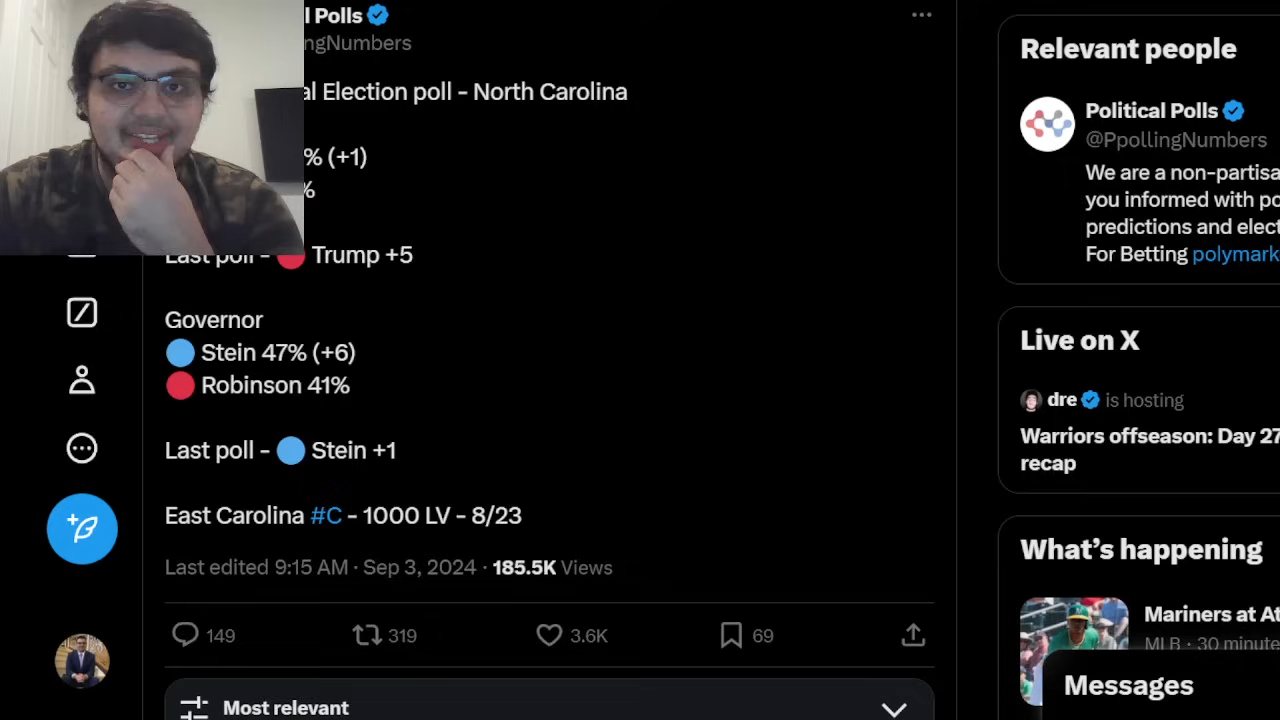 l Polls
ngNumbers
al Election poll - North Carolina
% (+1)
%
Last poll - Trump +5
Governor
Stein 47% (+6)
Robinson 41%
Last poll - Stein +1
East Carolina #C - 1000 LV - 8/23
Last edited 9:15 AM · Sep 3, 2024 · 185.5K Views
149 319 3.6K 69
Most relevant
Relevant people
Political Polls
@PpollingNumbers
We are a non-partisa
you informed with po
predictions and elect
For Betting polymark
Live on X
dre is hosting
Warriors offseason: Day 27
recap
What's happening
Mariners at At
MLB · 30 minute
Messages